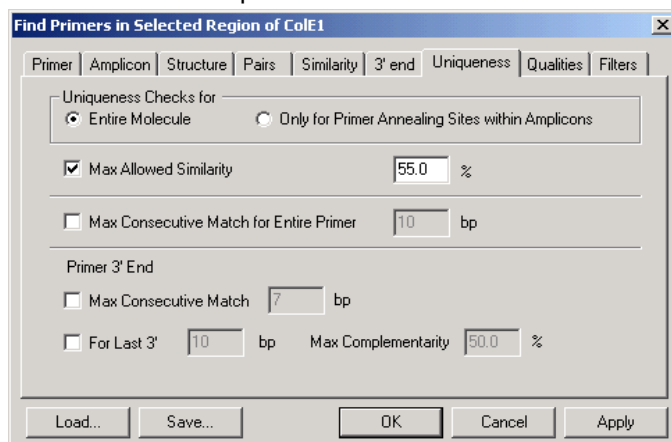 Find Primers in Selected Region of ColE1
Primer Amplicon Structure Pairs Similarity 3' end Uniqueness Qualities Filters
Uniqueness Checks for
Entire Molecule Only for Primer Annealing Sites within Amplicons
Max Allowed Similarity 55.0 %
Max Consecutive Match for Entire Primer 10 bp
Primer 3' End
Max Consecutive Match 7 bp
For Last 3' 10 bp Max Complementarity 50.0 %
Load... Save... OK Cancel Apply